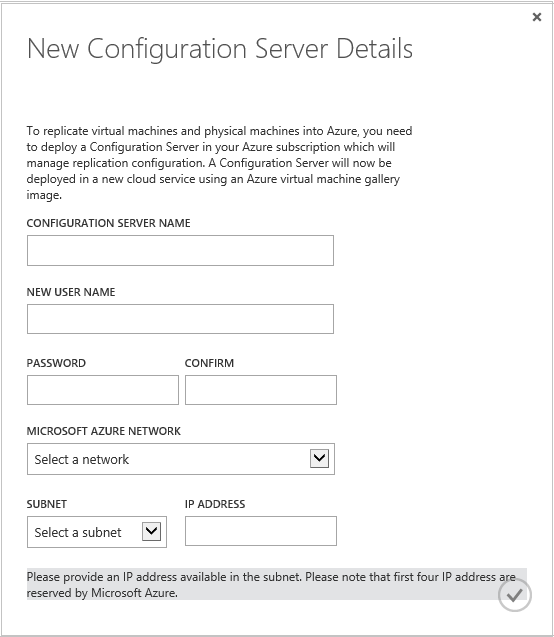 New Configuration Server Details
To replicate virtual machines and physical machines into Azure, you need
to deploy a Configuration Server in your Azure subscription which will
manage replication configuration. A Configuration Server will now be
deployed in a new cloud service using an Azure virtual machine gallery
image.
CONFIGURATION SERVER NAME
NEW USER NAME
PASSWORD CONFIRM
MICROSOFT AZURE NETWORK
Select a network
SUBNET IP ADDRESS
Select a subnet
Please provide an IP address available in the subnet. Please note that first four IP address are
reserved by Microsoft Azure.